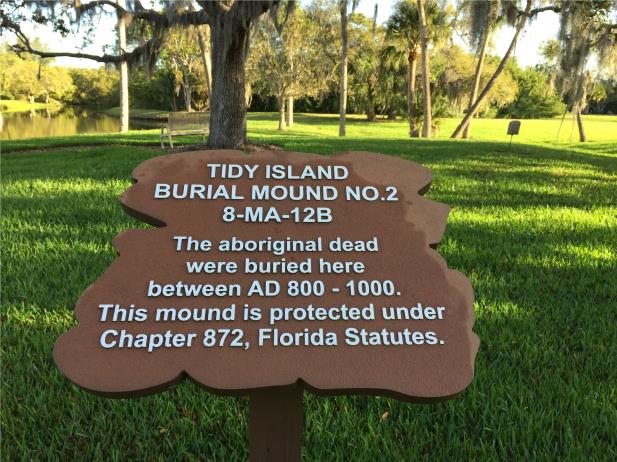 TIDY ISLAND
BURIAL MOUND NO.2
8-MA-12B
The aboriginal dead
were buried here
between AD 800 - 1000.
This mound is protected under
Chapter 872, Florida Statutes.